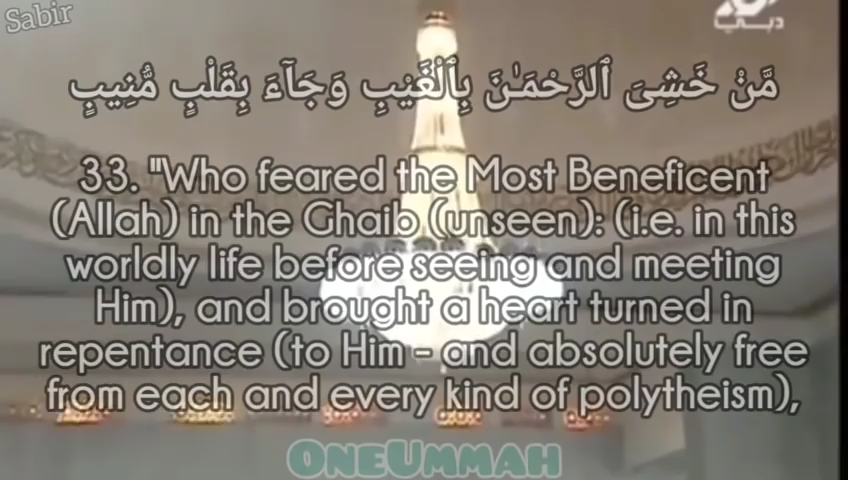 Sabir
دبي
مَّنْ خَشِىَ ٱلرَّحْمَـٰنَ بِٱلْغَيْبِ وَجَآءَ بِقَلْبٍ مُّنِيبٍ
33. "Who feared the Most Beneficent
(Allah) in the Ghaib (unseen): (i.e. in this
worldly life before seeing and meeting
Him), and brought a heart turned in
repentance (to Him - and absolutely free
from each and every kind of polytheism),
OneUmmah